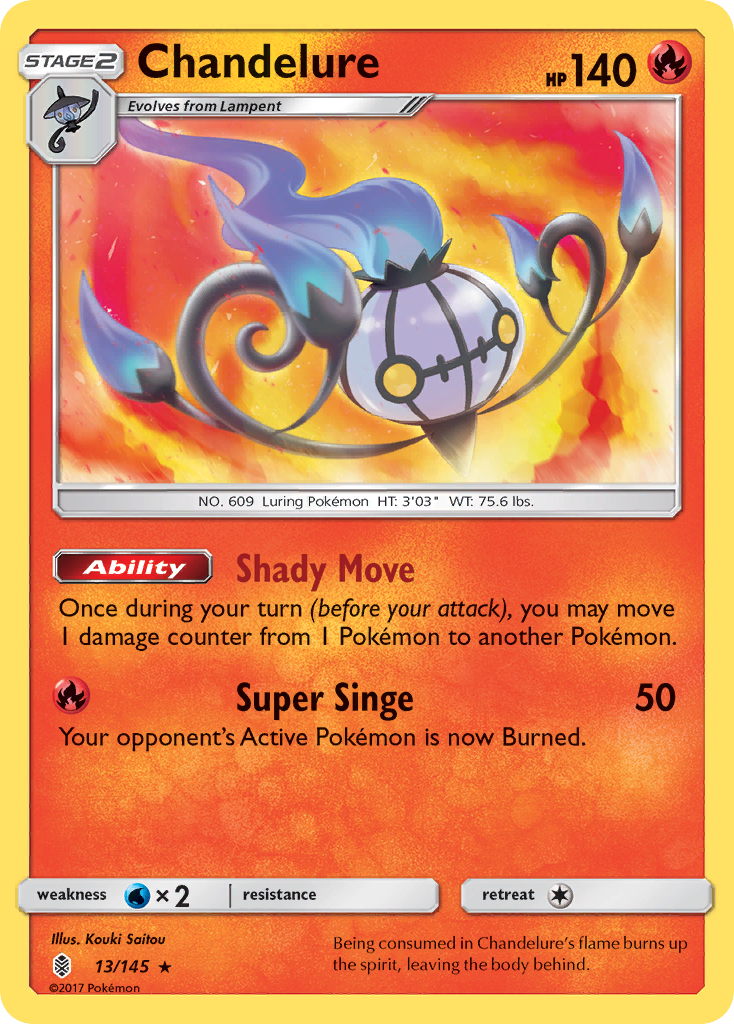 STAGE2 Chandelure HP 140
Evolves from Lampent
NO. 609 Luring Pokémon HT: 3'03" WT: 75.6 lbs.
Ability Shady Move
Once during your turn (before your attack), you may move
1 damage counter from 1 Pokémon to another Pokémon.
Super Singe 50
Your opponent's Active Pokémon is now Burned.
weakness ×2 resistance retreat
Illus. Kouki Saitou
13/145 ★
©2017 Pokémon
Being consumed in Chandelure's flame burns up
the spirit, leaving the body behind.